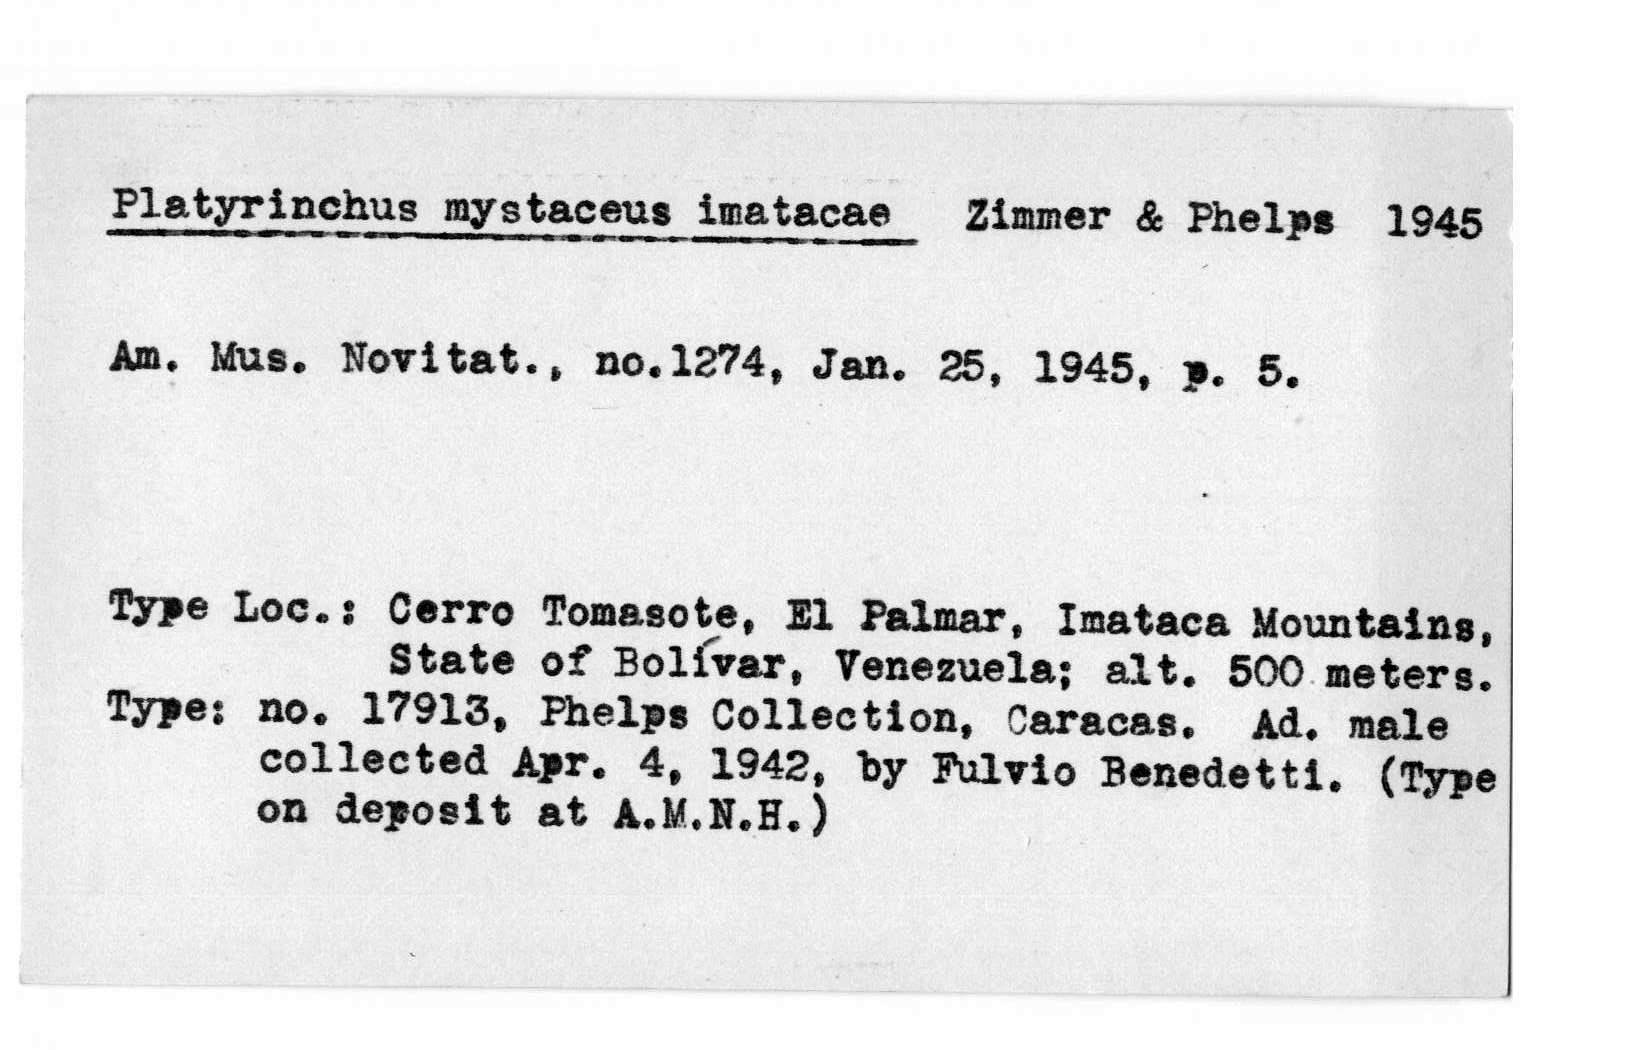 Platyrinchus mystaceus imatacae Zimmer & Phelps 1945
Am. Mus. Novitat., no.1274, Jan. 25, 1945, p. 5.
Type Loc.: Cerro Tomasote, El Palmar, Imataca Mountains,
State of Bolívar, Venezuela; alt. 500 meters.
Type: no. 17913, Phelps Collection, Caracas. Ad. male
collected Apr. 4, 1942, by Fulvio Benedetti. (Type
on deposit at A.M.N.H.)